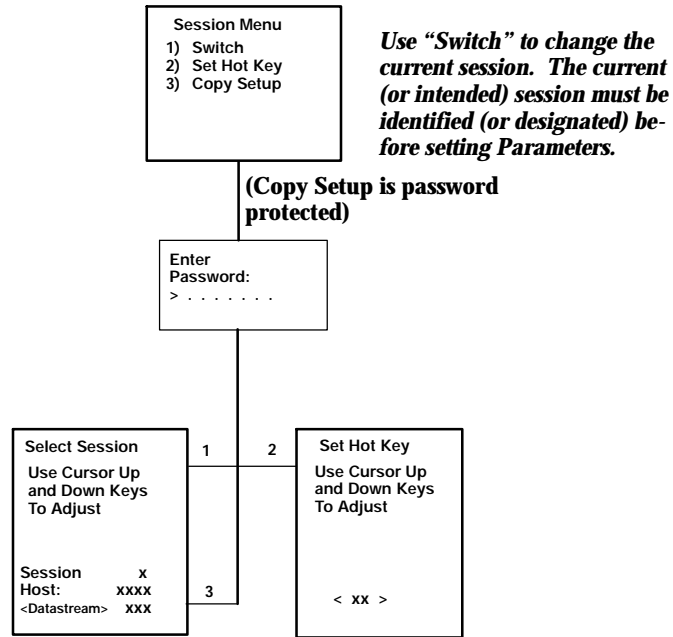 Session Menu
1) Switch
2) Set Hot Key
3) Copy Setup
Use “Switch” to change the
current session. The current
(or intended) session must be
identified (or designated) be-
fore setting Parameters.
(Copy Setup is password
protected)
Enter
Password:
> . . . . . . .
Select Session
Use Cursor Up
and Down Keys
To Adjust
Session x
Host: xxxx
<Datastream> xxx
1
2
3
Set Hot Key
Use Cursor Up
and Down Keys
To Adjust
< xx >